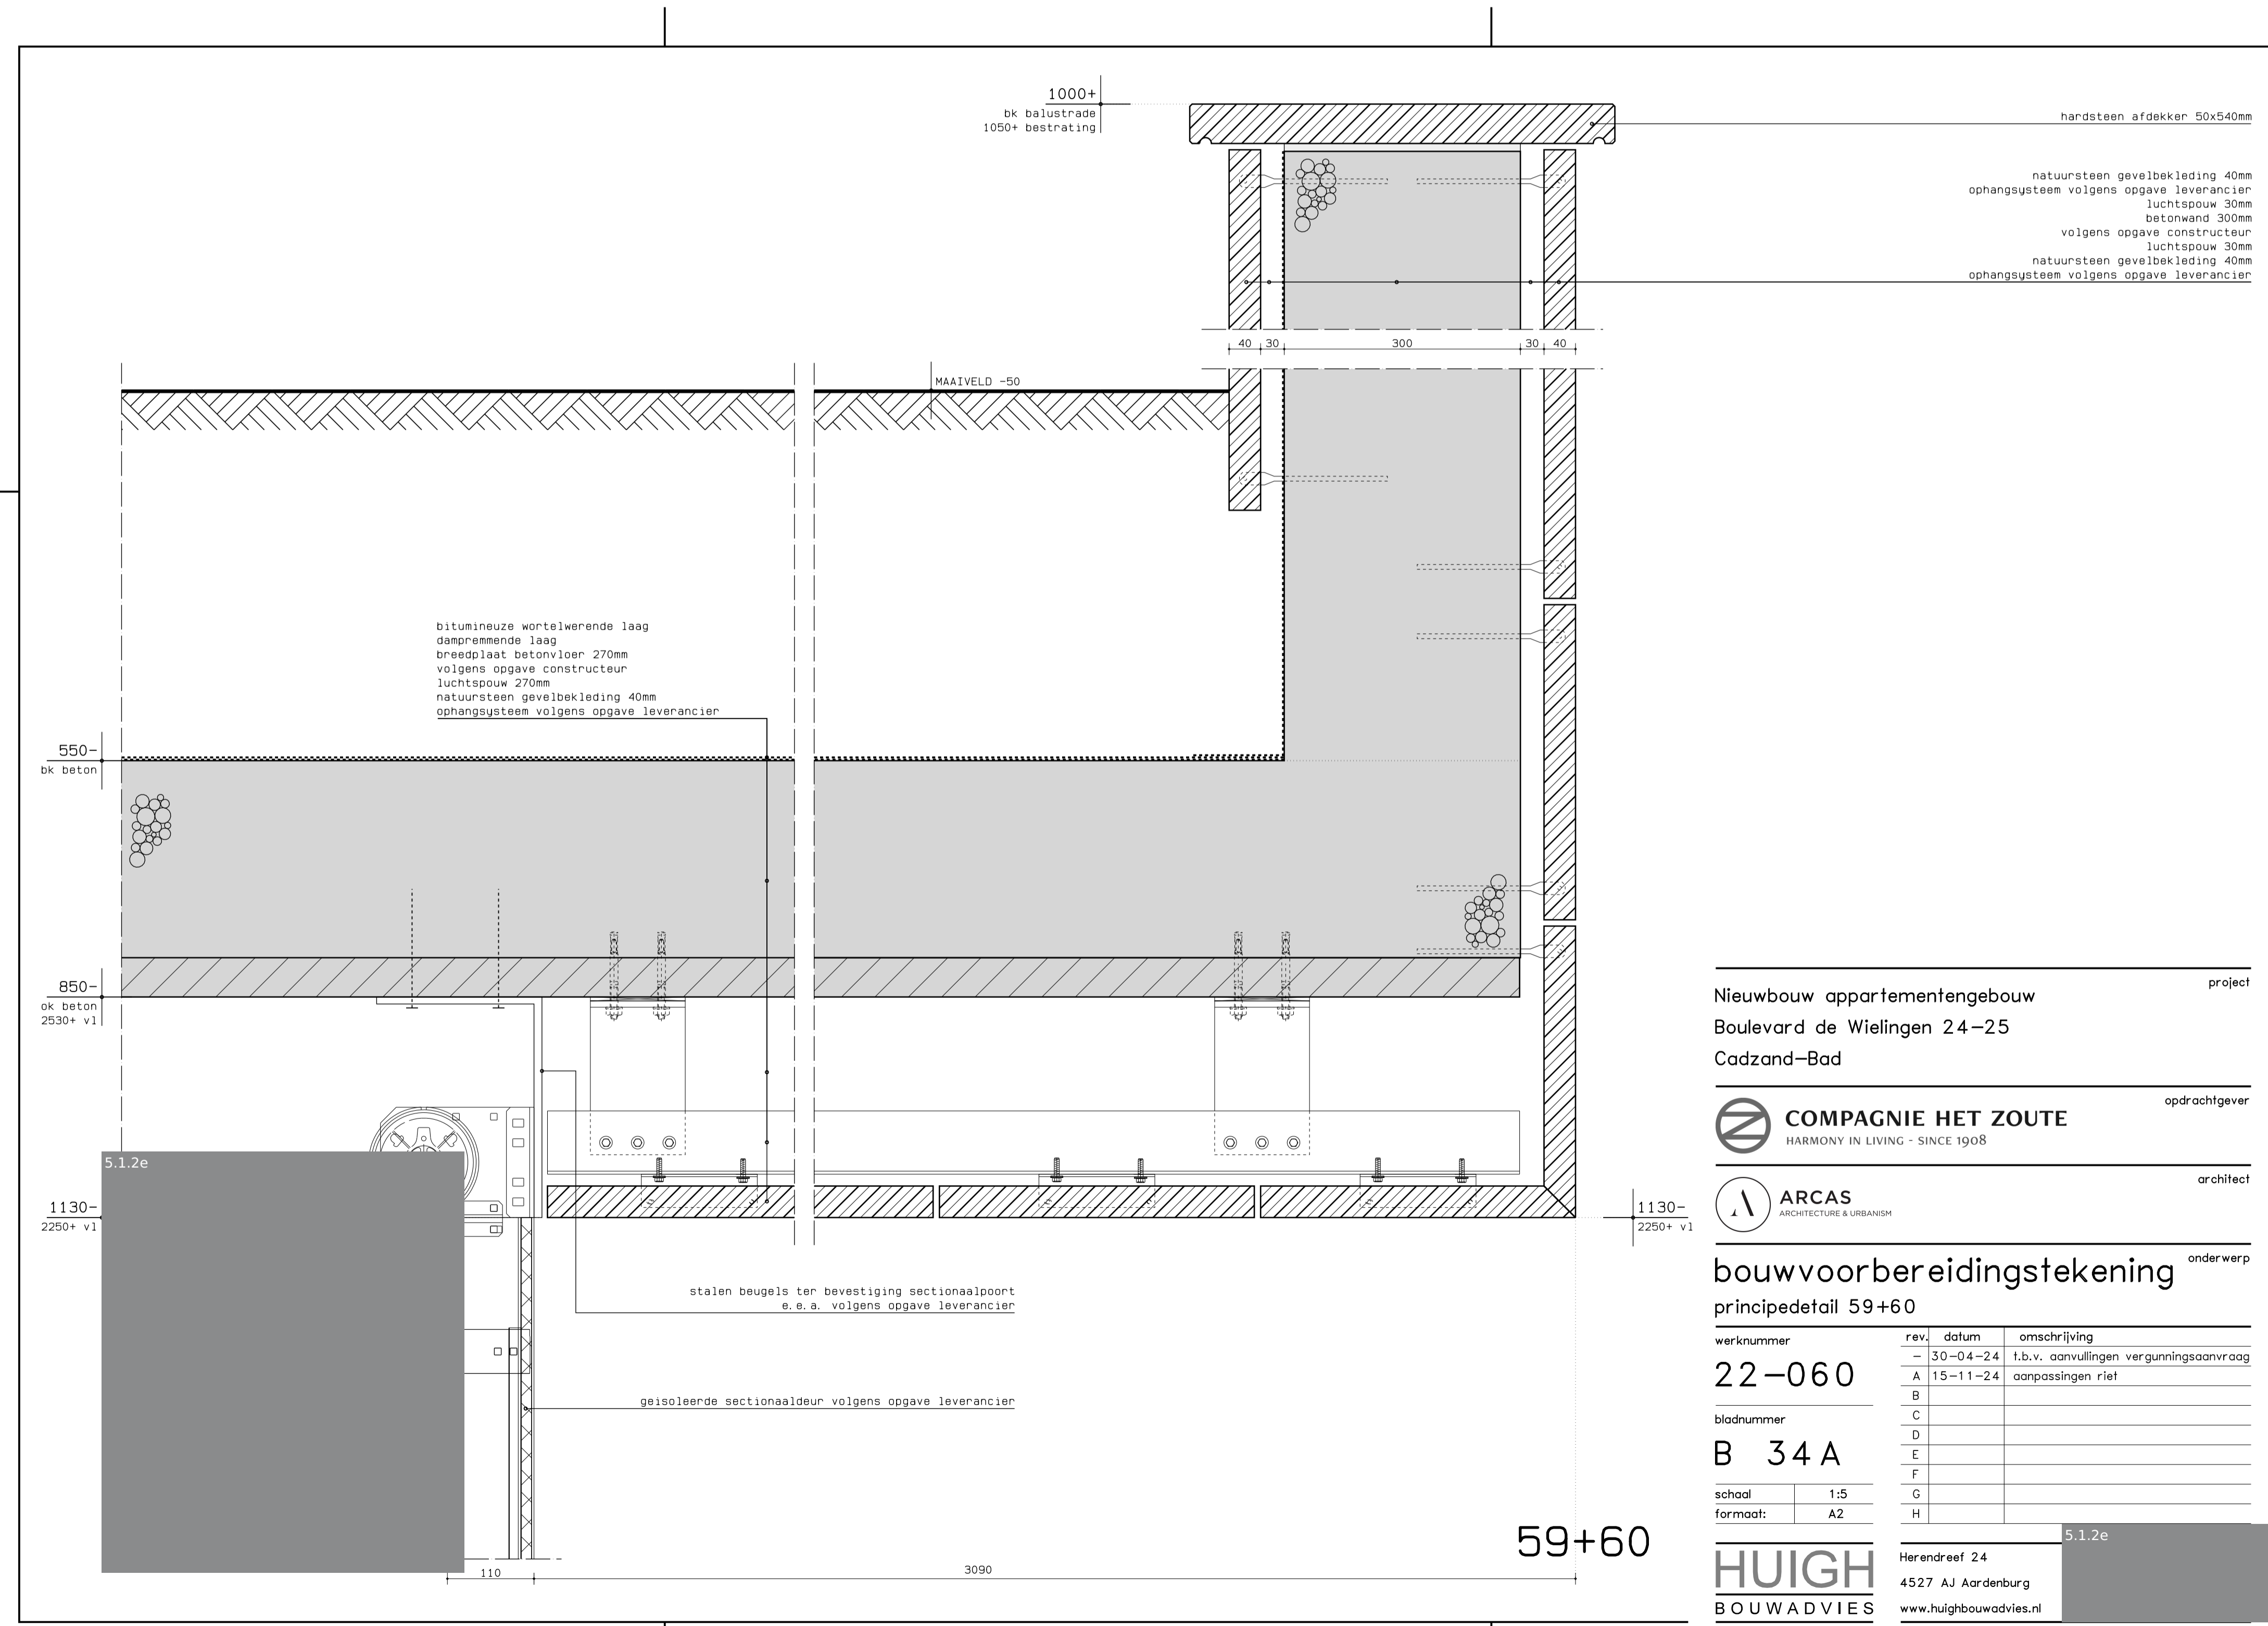 1000+
bk balustrade
1050+ bestrating
hardsteen afdekker 50x540mm
natuursteen gevelbekleding 40mm
ophangsysteem volgens opgave leverancier
luchtspouw 30mm
betonwand 300mm
volgens opgave constructeur
luchtspouw 30mm
natuursteen gevelbekleding 40mm
ophangsysteem volgens opgave leverancier
40 30 300 30 40
MAAIVELD -50
bitumineuze wortelwerende laag
dampremmende laag
breedplaat betonvloer 270mm
volgens opgave constructeur
luchtspouw 270mm
natuursteen gevelbekleding 40mm
ophangsysteem volgens opgave leverancier
550-
bk beton
850-
ok beton
2530+ vl
5.1.2e
1130-
2250+ vl
1130-
2250+ vl
stalen beugels ter bevestiging sectionaalpoort
e.e.a. volgens opgave leverancier
geisoleerde sectionaaldeur volgens opgave leverancier
110 3090
59+60
project
Nieuwbouw appartementengebouw
Boulevard de Wielingen 24-25
Cadzand-Bad
opdrachtgever
COMPAGNIE HET ZOUTE
HARMONY IN LIVING - SINCE 1908
architect
ARCAS
ARCHITECTURE & URBANISM
onderwerp
bouwvoorbereidingstekening
principedetail 59+60
werknummer
22-060
bladnummer
B 34A
schaal 1:5
formaat: A2
rev. datum omschrijving
- 30-04-24 t.b.v. aanvullingen vergunningsaanvraag
A 15-11-24 aanpassingen riet
B
C
D
E
F
G
H
HUIGH
BOUWADVIES
Herendreef 24
4527 AJ Aardenburg
www.huighbouwadvies.nl
5.1.2e